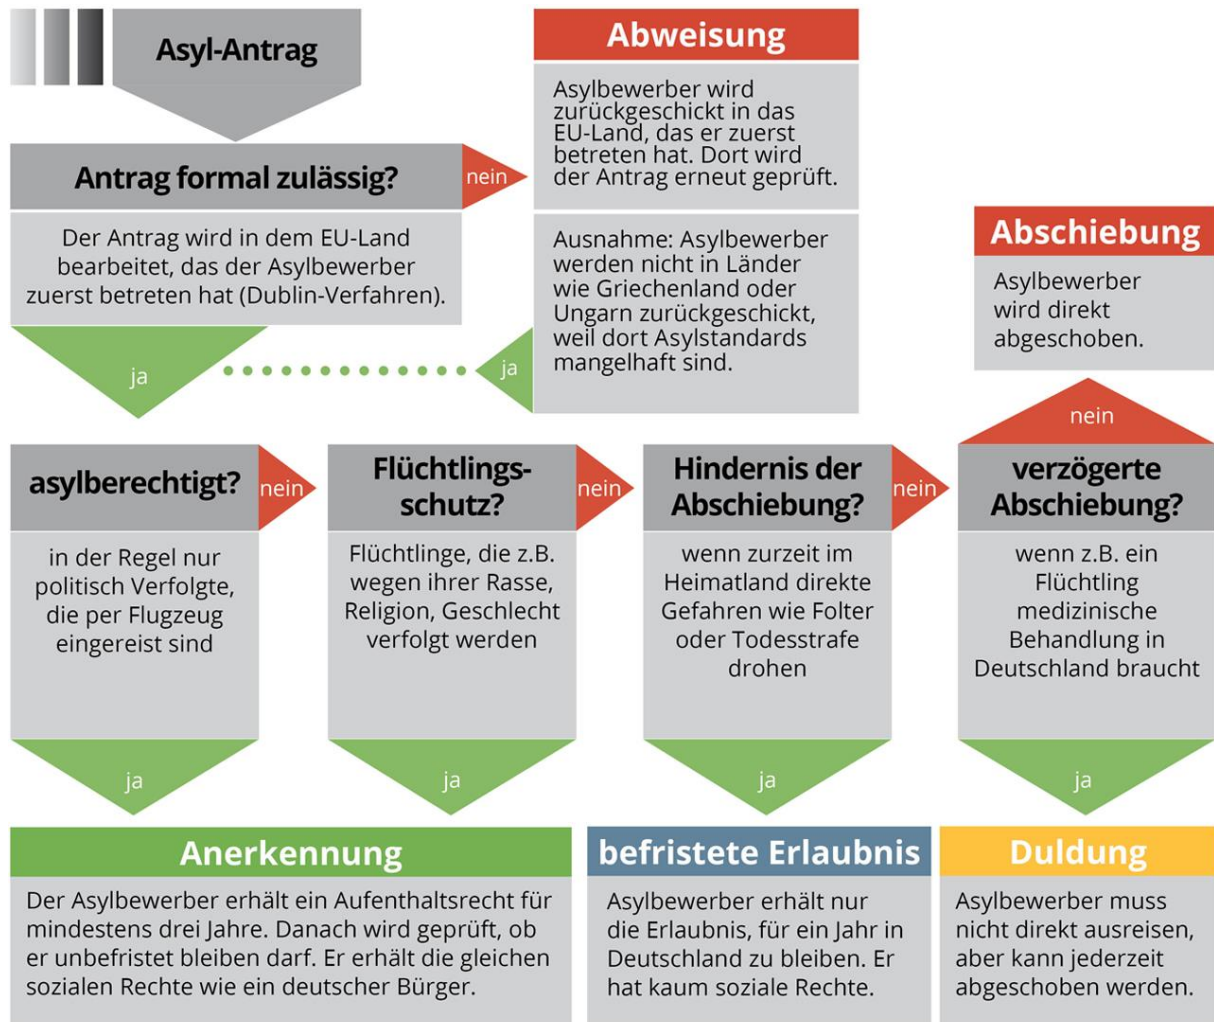 Asyl-Antrag
Antrag formal zulässig?
nein
Der Antrag wird in dem EU-Land
bearbeitet, das der Asylbewerber
zuerst betreten hat (Dublin-Verfahren).
ja
Abweisung
Asylbewerber wird
zurückgeschickt in das
EU-Land, das er zuerst
betreten hat. Dort wird
der Antrag erneut geprüft.
Ausnahme: Asylbewerber
werden nicht in Länder
wie Griechenland oder
Ungarn zurückgeschickt,
weil dort Asylstandards
mangelhaft sind.
ja
asylberechtigt?
nein
in der Regel nur
politisch Verfolgte,
die per Flugzeug
eingereist sind
ja
Flüchtlings-
schutz?
nein
Flüchtlinge, die z.B.
wegen ihrer Rasse,
Religion, Geschlecht
verfolgt werden
ja
Hindernis der
Abschiebung?
nein
wenn zurzeit im
Heimatland direkte
Gefahren wie Folter
oder Todesstrafe
drohen
ja
verzögerte
Abschiebung?
nein
Abschiebung
Asylbewerber
wird direkt
abgeschoben.
wenn z.B. ein
Flüchtling
medizinische
Behandlung in
Deutschland braucht
ja
Anerkennung
Der Asylbewerber erhält ein Aufenthaltsrecht für
mindestens drei Jahre. Danach wird geprüft, ob
er unbefristet bleiben darf. Er erhält die gleichen
sozialen Rechte wie ein deutscher Bürger.
befristete Erlaubnis
Asylbewerber erhält nur
die Erlaubnis, für ein Jahr in
Deutschland zu bleiben. Er
hat kaum soziale Rechte.
Duldung
Asylbewerber muss
nicht direkt ausreisen,
aber kann jederzeit
abgeschoben werden.